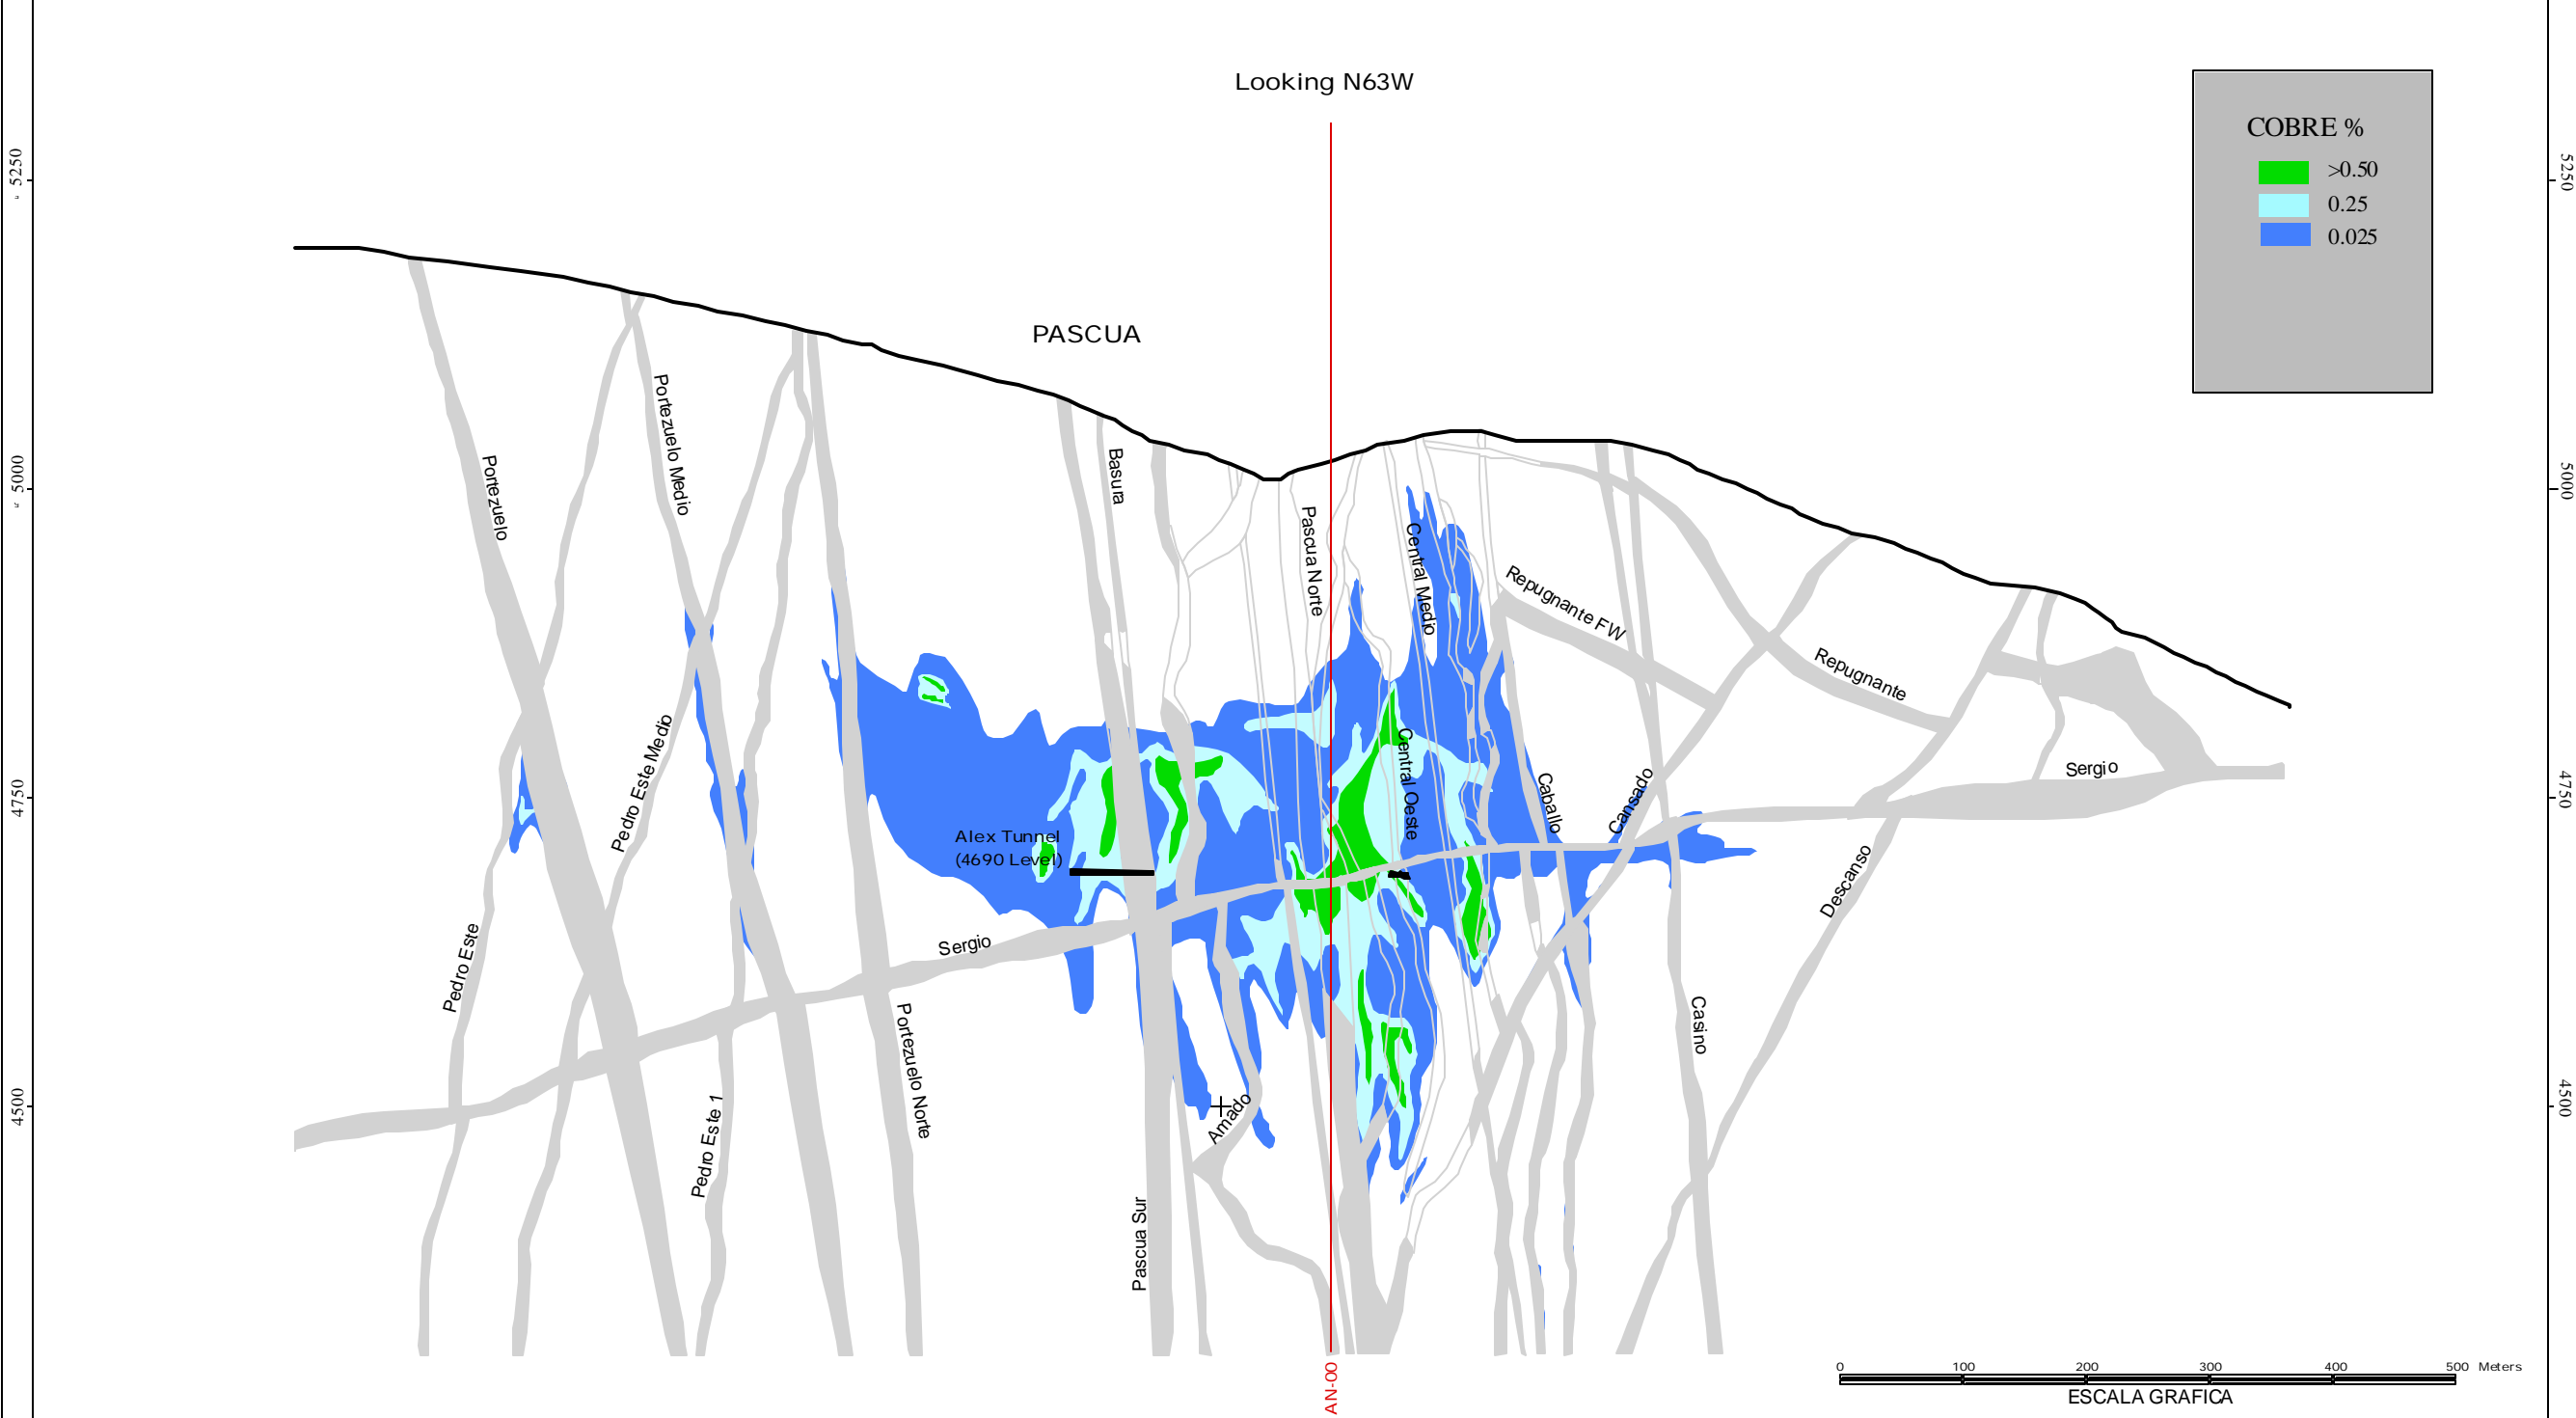 Looking N63W
COBRE %
>0.50
0.25
0.025
5250
5250
PASCUA
5000
5000
Portezuelo
Portezuelo Medio
Basura
Pascua Norte
Central Medio
Repugnante FW
Repugnante
Pedro Este Medio
Central Oeste
Caballo
Cansado
Sergio
4750
4750
Alex Tunnel
(4690 Level)
Descanso
Pedro Este
Sergio
Portezuelo Norte
Casino
4500
4500
Pedro Este 1
Amado
Pascua Sur
AN-00
0 100 200 300 400 500 Meters
ESCALA GRAFICA